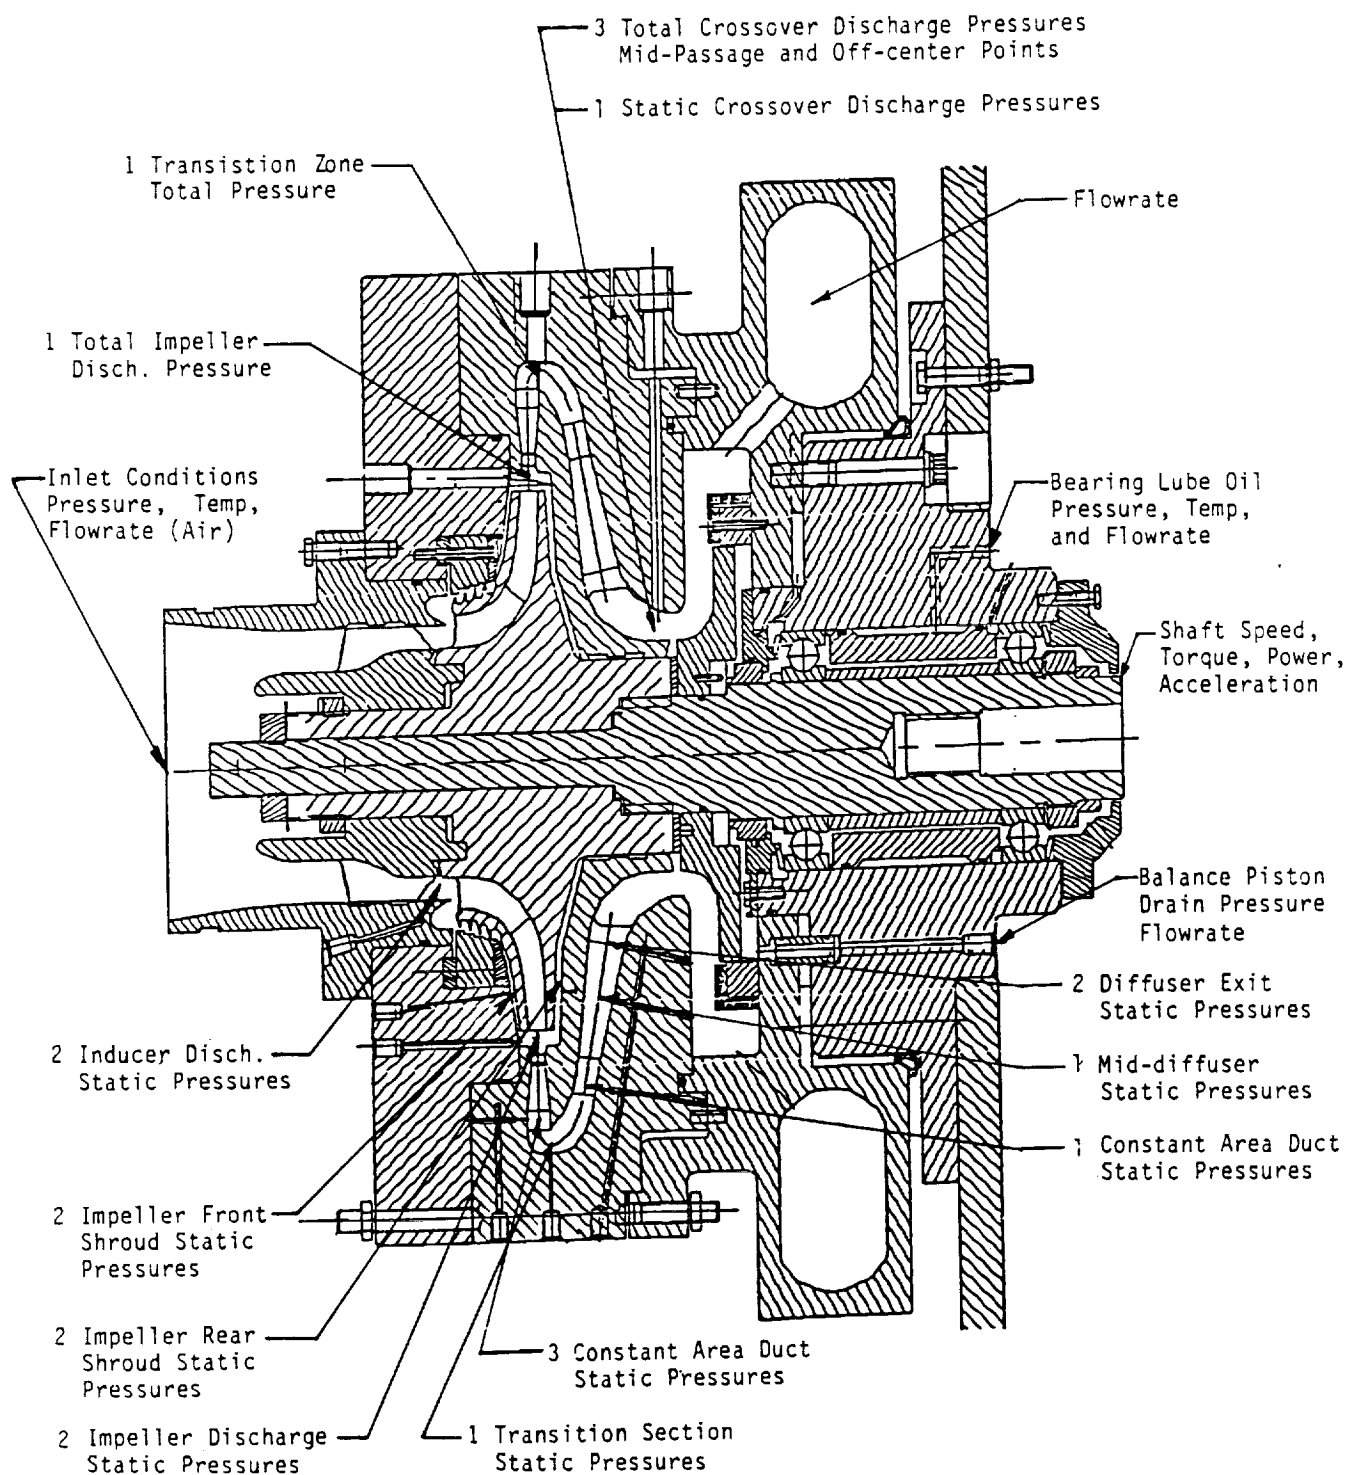 3 Total Crossover Discharge Pressures
Mid-Passage and Off-center Points
1 Static Crossover Discharge Pressures
1 Transistion Zone
Total Pressure
Flowrate
1 Total Impeller
Disch. Pressure
Inlet Conditions
Pressure, Temp,
Flowrate (Air)
Bearing Lube Oil
Pressure, Temp,
and Flowrate
Shaft Speed,
Torque, Power,
Acceleration
Balance Piston
Drain Pressure
Flowrate
2 Diffuser Exit
Static Pressures
2 Inducer Disch.
Static Pressures
1 Mid-diffuser
Static Pressures
1 Constant Area Duct
Static Pressures
2 Impeller Front
Shroud Static
Pressures
2 Impeller Rear
Shroud Static
Pressures
3 Constant Area Duct
Static Pressures
2 Impeller Discharge
Static Pressures
1 Transition Section
Static Pressures